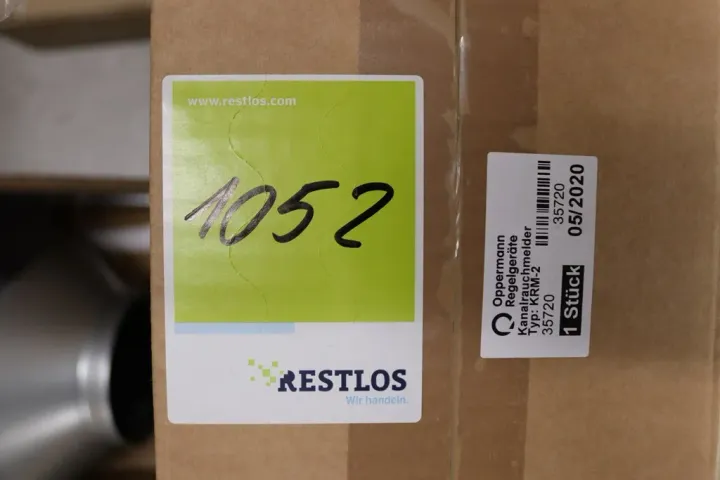 www.restlos.com
1052
RESTLOS
Wir handeln.
Oppermann
Regelgeräte
Kanalrauchmelder
Typ: KRM-2
35720
35720
1 Stück
05/2020